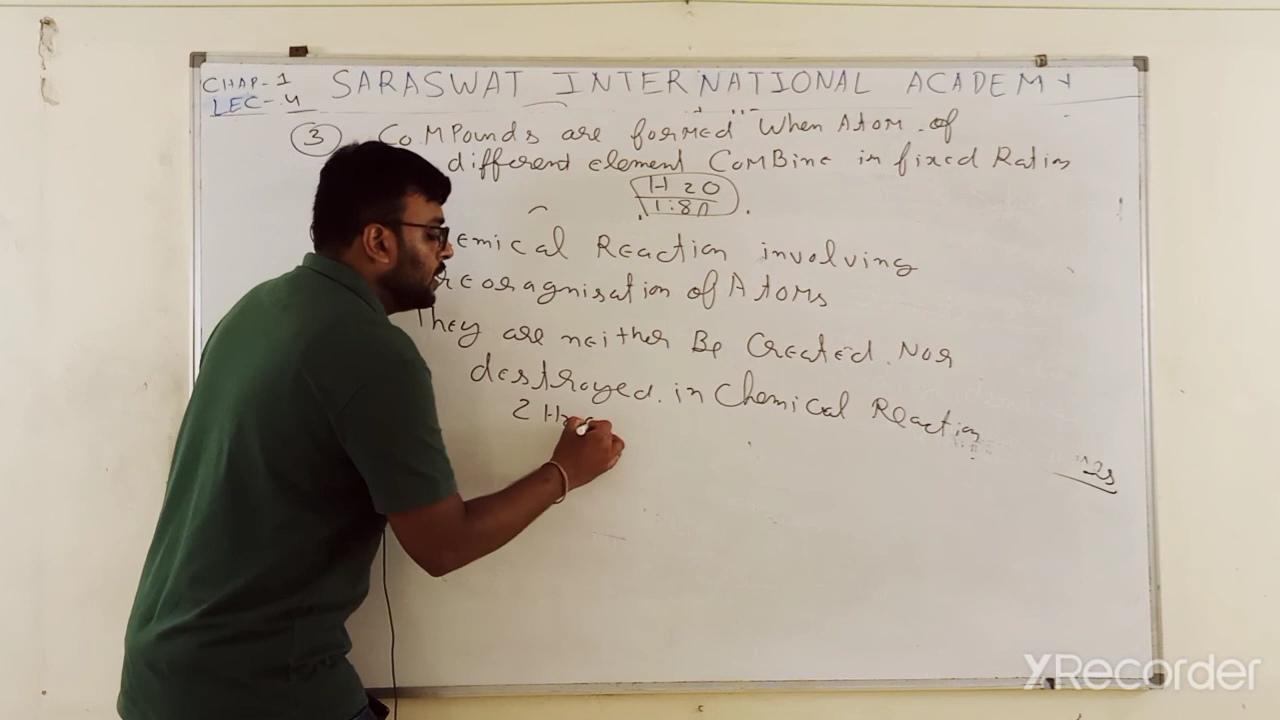 CHAP-1
LEC-4
SARASWAT INTERNATIONAL ACADEMY
3 COMPounds are formed When Atom of
different element COMBine in fixed Ratios
H2O
1:8
emical Reaction involving
reoragnisation of Atoms
They are neither Be Created Nor
destroyed. in Chemical Reaction
2 H2
XRecorder